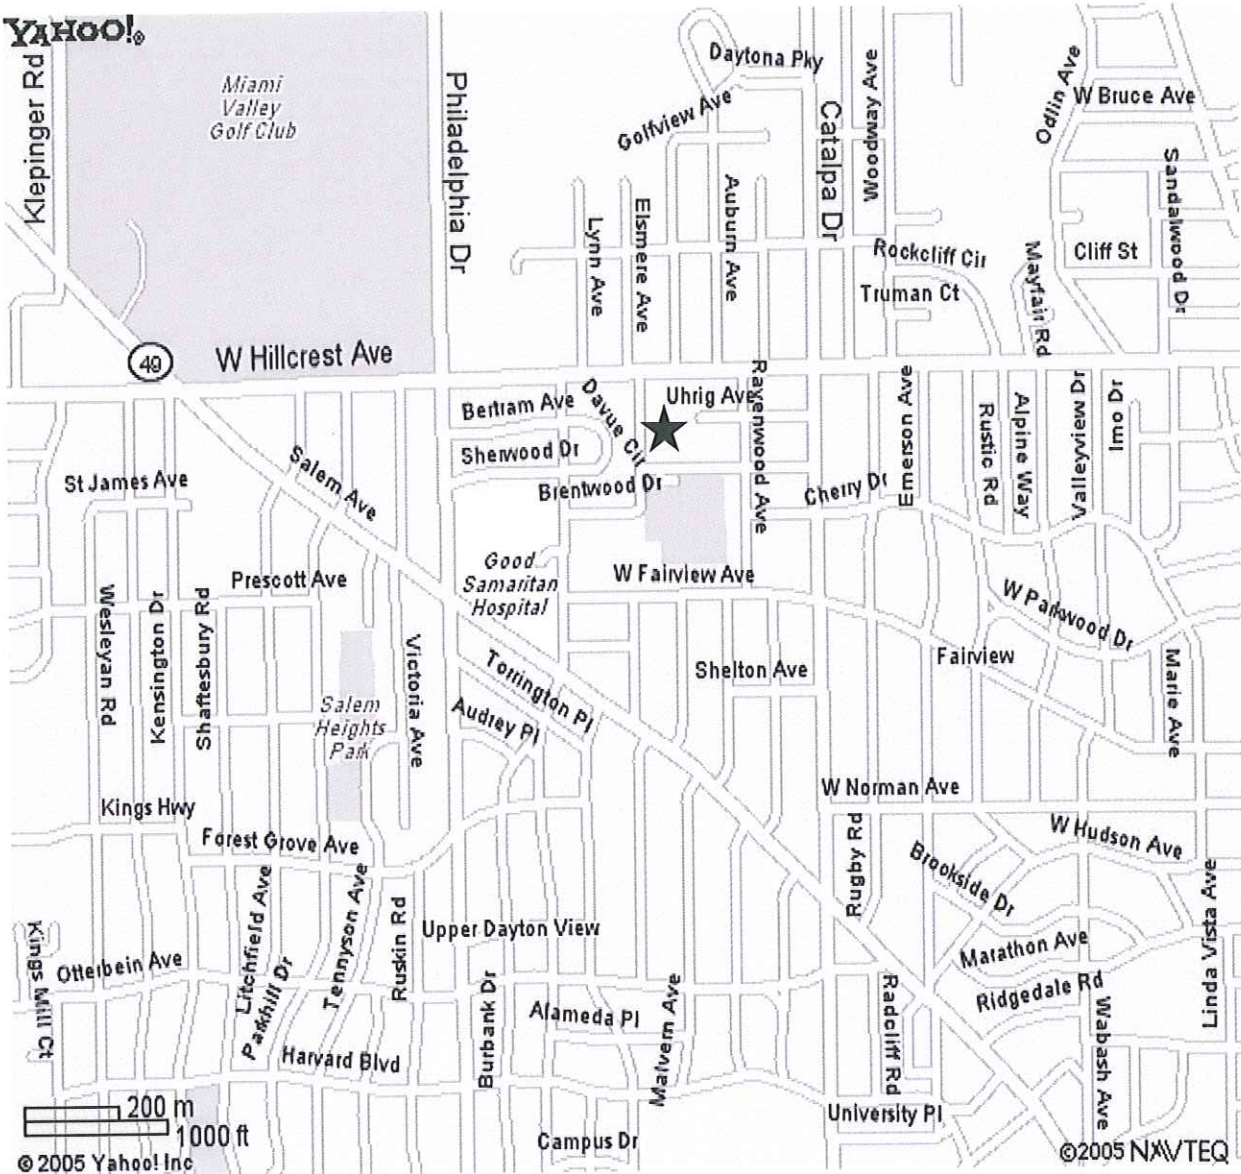 YAHOO!®
Klepinger Rd
Miami
Valley
Golf Club
Philadelphia Dr
Daytona Pky
Golfview Ave
Catalpa Dr
Woodway Ave
Odlin Ave
W Bruce Ave
Sandalwood Dr
Lynn Ave
Elsmere Ave
Auburn Ave
Rockcliff Cir
Truman Ct
Mayfair Rd
Cliff St
49
W Hillcrest Ave
Bertram Ave
Davue Cir
Uhrig Ave
Ravenwood Ave
Emerson Ave
Rustic Rd
Alpine Way
Valleyview Dr
Imo Dr
St James Ave
Salem Ave
Sherwood Dr
Brentwood Dr
Cherry Dr
Good
Samaritan
Hospital
W Fairview Ave
Prescott Ave
Wesleyan Rd
Kensington Dr
Shaftesbury Rd
Victoria Ave
Torrington Pl
Audrey Pl
Shelton Ave
Fairview
W Parkwood Dr
Marie Ave
Salem
Heights
Park
Kings Hwy
Forest Grove Ave
W Norman Ave
W Hudson Ave
Rugby Rd
Brookside Dr
Linda Vista Ave
Litchfield Ave
Parkhill Dr
Tennyson Ave
Ruskin Rd
Upper Dayton View
Marathon Ave
Ridgedale Rd
Kings Mill Ct
Otterbein Ave
Burbank Dr
Alameda Pl
Malvern Ave
Radcliff Rd
Wabash Ave
Harvard Blvd
University Pl
Campus Dr
200 m
1000 ft
©2005 Yahoo! Inc
©2005 NAVTEQ